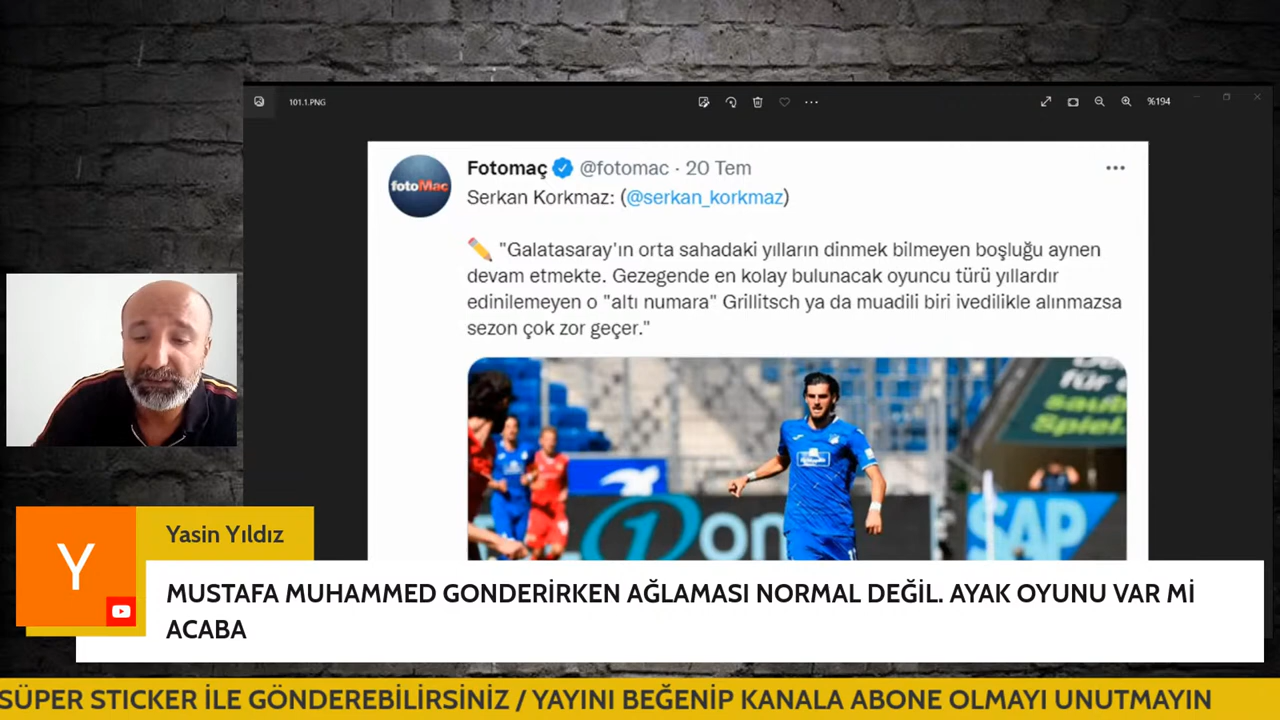 101.1.PNG
%194
fotoMaç
Fotomaç @fotomac · 20 Tem
Serkan Korkmaz: (@serkan_korkmaz)
"Galatasaray'ın orta sahadaki yılların dinmek bilmeyen boşluğu aynen
devam etmekte. Gezegende en kolay bulunacak oyuncu türü yıllardır
edinilemeyen o "altı numara" Grillitsch ya da muadili biri ivedilikle alınmazsa
sezon çok zor geçer."
für
Spiel.
SAP
Yasin Yıldız
Y
MUSTAFA MUHAMMED GONDERİRKEN AĞLAMASI NORMAL DEĞİL. AYAK OYUNU VAR Mİ
ACABA
SÜPER STICKER İLE GÖNDEREBİLİRSİNİZ / YAYINI BEĞENİP KANALA ABONE OLMAYI UNUTMAYIN